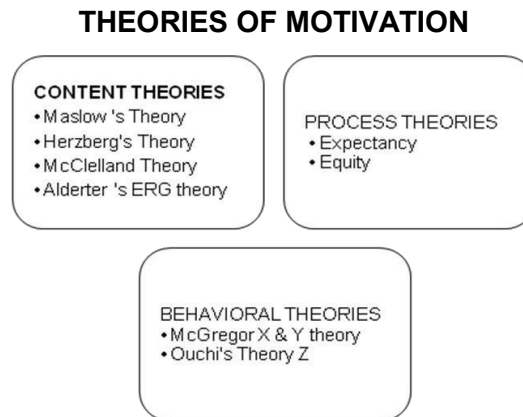 THEORIES OF MOTIVATION
CONTENT THEORIES
•Maslow 's Theory
•Herzberg's Theory
•McClelland Theory
•Alderter 's ERG theory
PROCESS THEORIES
• Expectancy
• Equity
BEHAVIORAL THEORIES
•McGregor X & Y theory
•Ouchi's Theory Z